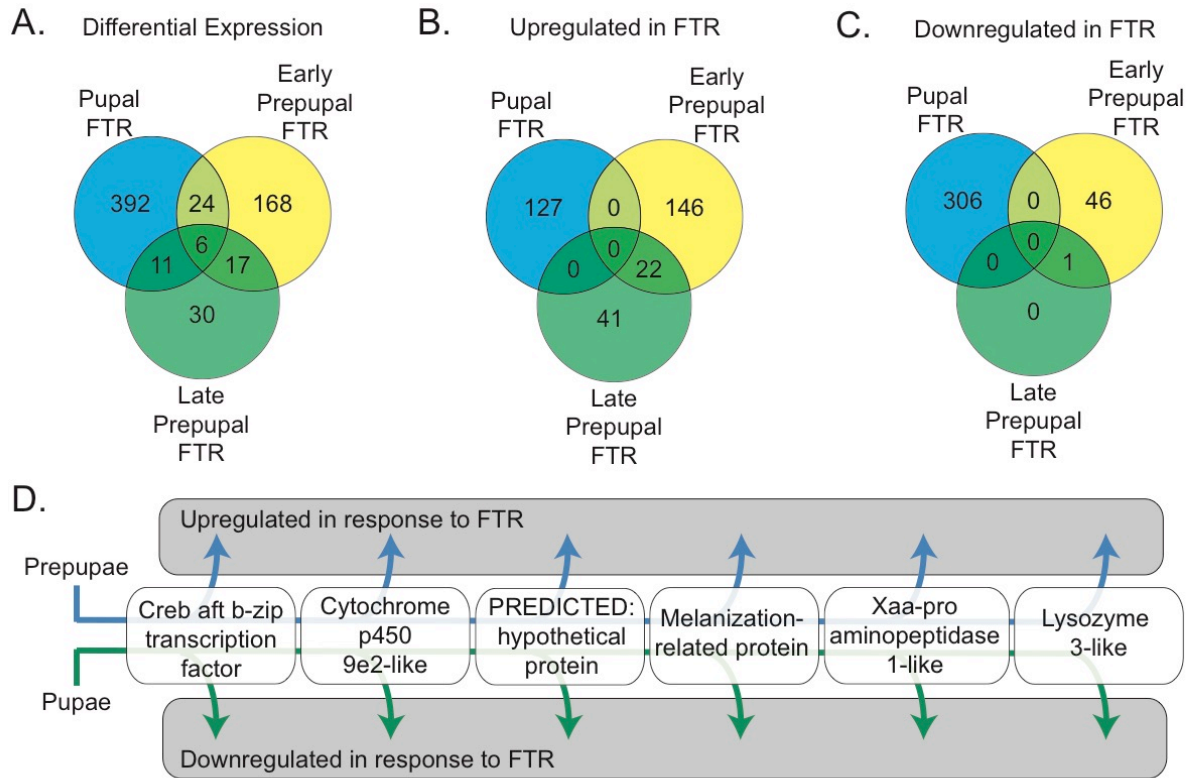 A.
Differential Expression
Pupal
FTR
Early
Prepupal
FTR
392
24
168
6
11
17
30
Late
Prepupal
FTR
B.
Upregulated in FTR
Pupal
FTR
Early
Prepupal
FTR
127
0
146
0
0
22
41
Late
Prepupal
FTR
C.
Downregulated in FTR
Pupal
FTR
Early
Prepupal
FTR
306
0
46
0
0
1
0
Late
Prepupal
FTR
D.
Upregulated in response to FTR
Prepupae
Creb aft b-zip
transcription
factor
Cytochrome
p450
9e2-like
PREDICTED:
hypothetical
protein
Melanization-
related protein
Xaa-pro
aminopeptidase
1-like
Lysozyme
3-like
Pupae
Downregulated in response to FTR